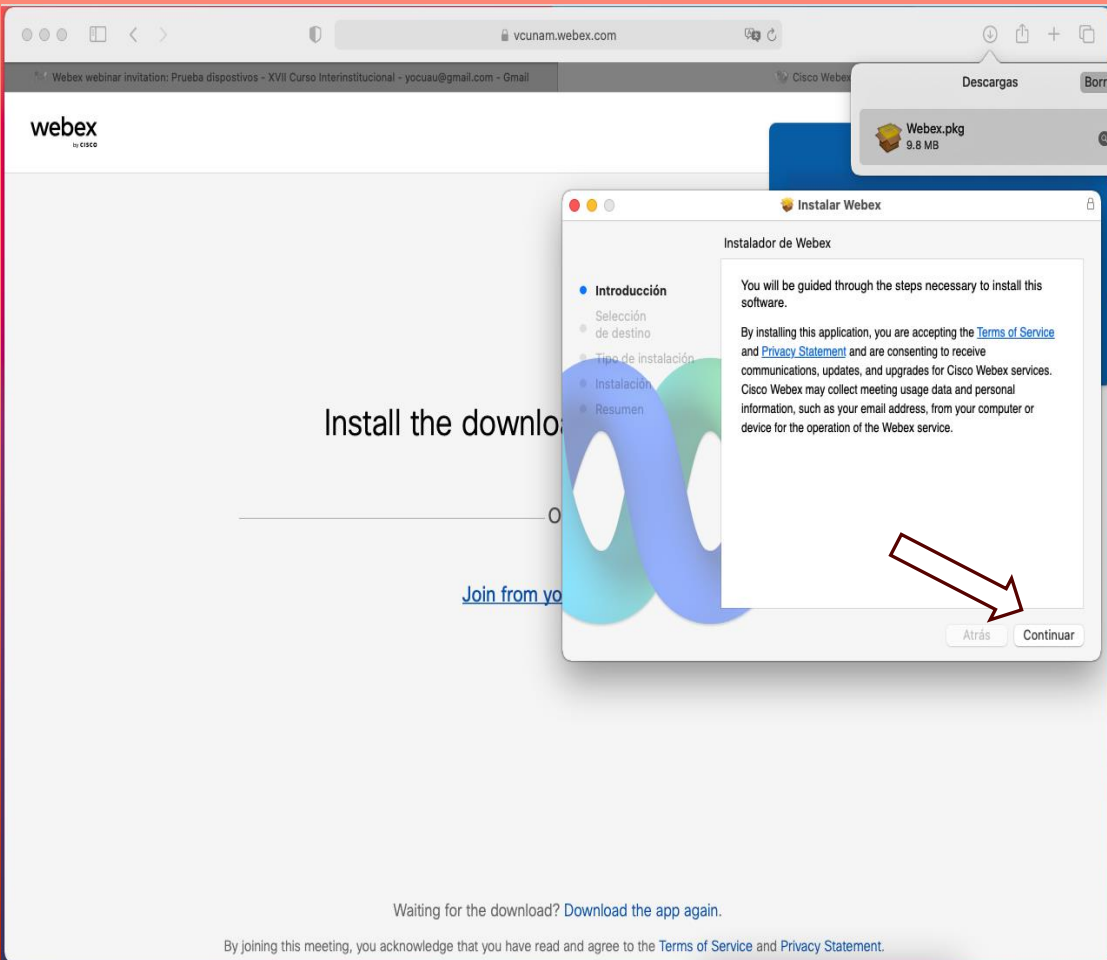 vcunam.webex.com
Webex webinar invitation: Prueba dispostivos - XVII Curso Interinstitucional - yocuau@gmail.com - Gmail
Cisco Webex
Descargas
Borr
Webex.pkg
9.8 MB
webex
by CISCO
Instalar Webex
Instalador de Webex
Introducción
Selección
de destino
Tipo de instalación
Instalación
Resumen
You will be guided through the steps necessary to install this
software.
By installing this application, you are accepting the Terms of Service
and Privacy Statement and are consenting to receive
communications, updates, and upgrades for Cisco Webex services.
Cisco Webex may collect meeting usage data and personal
information, such as your email address, from your computer or
device for the operation of the Webex service.
Atrás
Continuar
Install the downlo
O
Join from yo
Waiting for the download? Download the app again.
By joining this meeting, you acknowledge that you have read and agree to the Terms of Service and Privacy Statement.